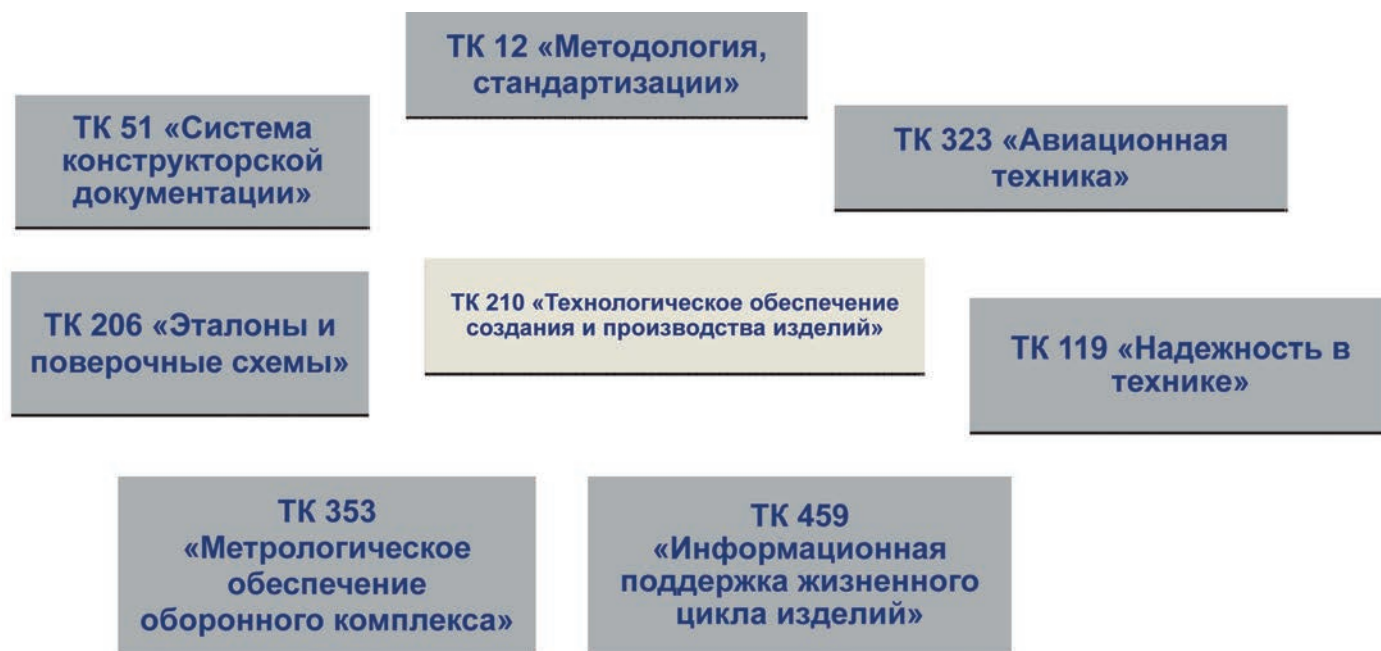 ТК 12 «Методология,
стандартизации»
ТК 51 «Система
конструкторской
документации»
ТК 323 «Авиационная
техника»
ТК 206 «Эталоны и
поверочные схемы»
ТК 210 «Технологическое обеспечение
создания и производства изделий»
ТК 119 «Надежность в
технике»
ТК 353
«Метрологическое
обеспечение
оборонного комплекса»
ТК 459
«Информационная
поддержка жизненного
цикла изделий»